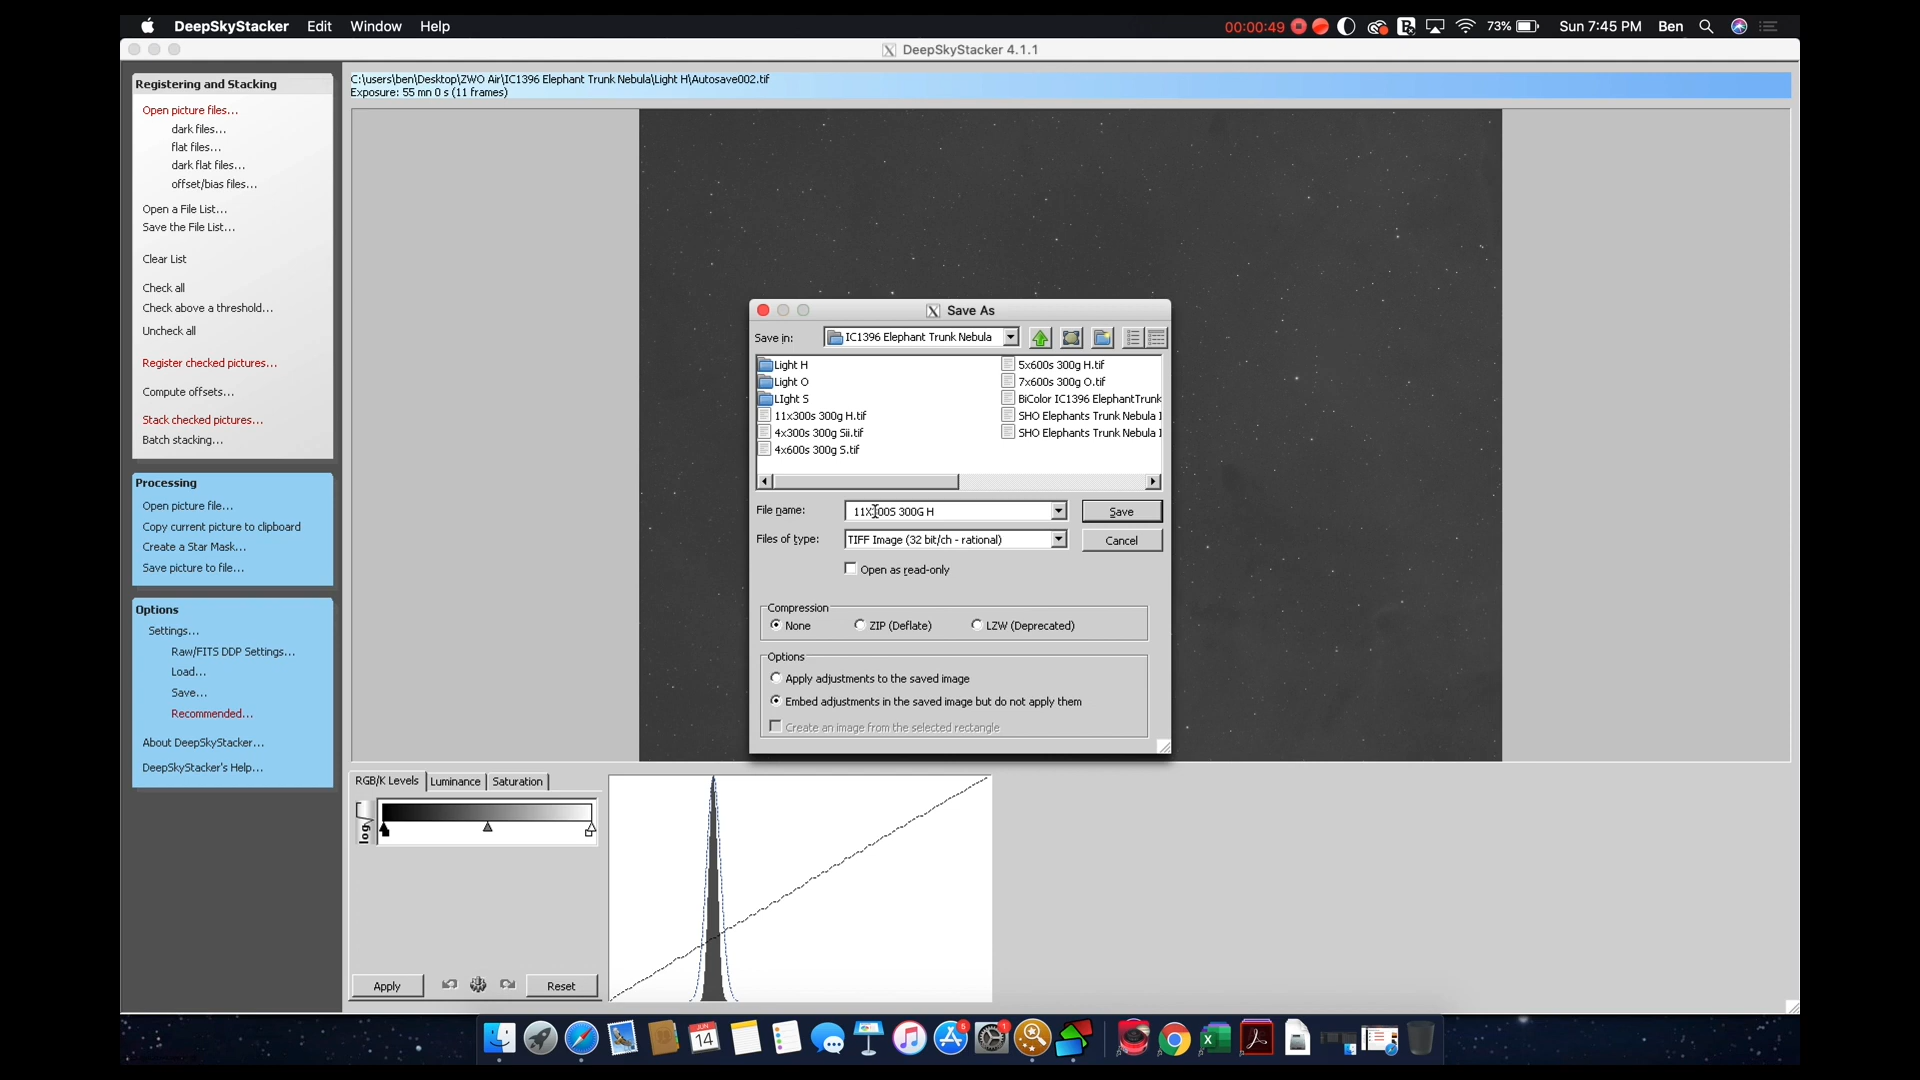 DeepSkyStacker Edit Window Help
00:00:49 73% Sun 7:45 PM Ben
DeepSkyStacker 4.1.1
Registering and Stacking
Open picture files...
dark files...
flat files...
dark flat files...
offset/bias files...
Open a File List...
Save the File List...
Clear List
Check all
Check above a threshold...
Uncheck all
Register checked pictures...
Compute offsets...
Stack checked pictures...
Batch stacking...
Processing
Open picture file...
Copy current picture to clipboard
Create a Star Mask...
Save picture to file...
Options
Settings...
Raw/FITS DDP Settings...
Load...
Save...
Recommended...
About DeepSkyStacker...
DeepSkyStacker's Help...
C:\users\ben\Desktop\ZWO Air\IC1396 Elephant Trunk Nebula\Light H\Autosave002.tif
Exposure: 55 mn 0 s (11 frames)
Save As
Save in: IC1396 Elephant Trunk Nebula
Light H
Light O
LIght S
11x300s 300g H.tif
4x300s 300g Sii.tif
4x600s 300g S.tif
5x600s 300g H.tif
7x600s 300g O.tif
BiColor IC1396 ElephantTrunk
SHO Elephants Trunk Nebula I
SHO Elephants Trunk Nebula I
File name: 300G H
Save
Files of type: TIFF Image (32 bit/ch - rational)
Cancel
Open as read-only
Compression
None ZIP (Deflate) LZW (Deprecated)
Options
Apply adjustments to the saved image
Embed adjustments in the saved image but do not apply them
Create an image from the selected rectangle
RGB/K Levels Luminance Saturation
log
Apply Reset
JUN
14